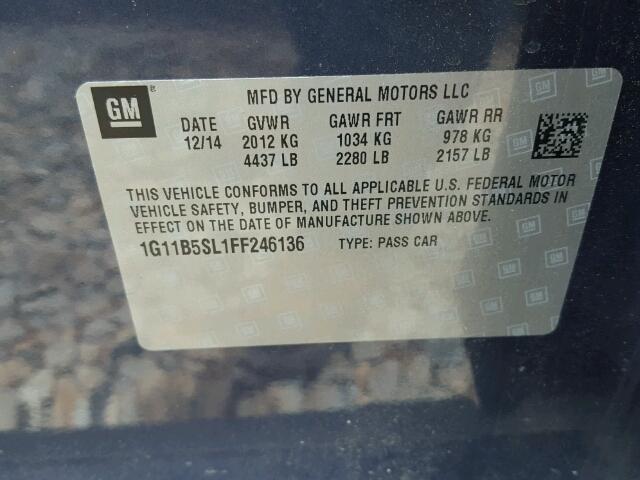 GM ®
MFD BY GENERAL MOTORS LLC
DATE GVWR GAWR FRT GAWR RR
12/14 2012 KG 1034 KG 978 KG
4437 LB 2280 LB 2157 LB
THIS VEHICLE CONFORMS TO ALL APPLICABLE U.S. FEDERAL MOTOR
VEHICLE SAFETY, BUMPER, AND THEFT PREVENTION STANDARDS IN
EFFECT ON THE DATE OF MANUFACTURE SHOWN ABOVE.
1G11B5SL1FF246136 TYPE: PASS CAR